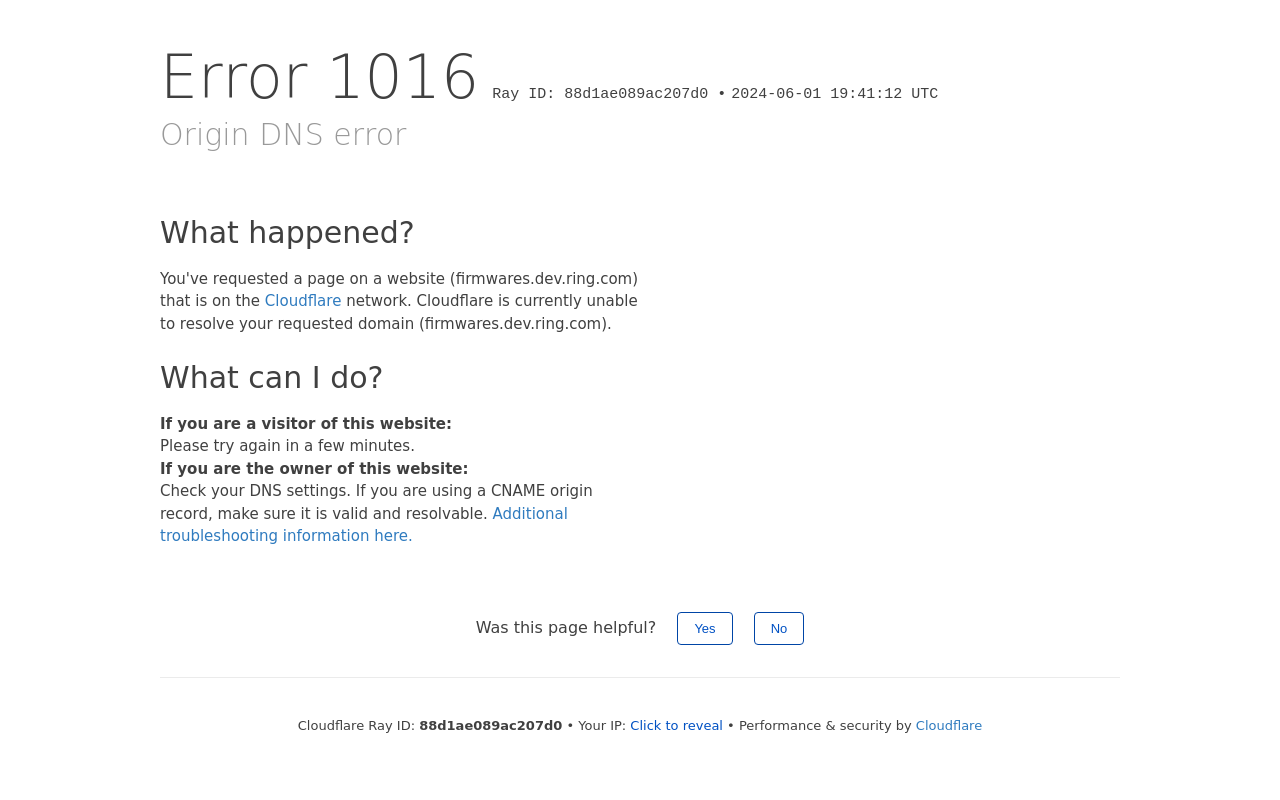 Error 1016 Ray ID: 88d1ae089ac207d0 • 2024-06-01 19:41:12 UTC
Origin DNS error
What happened?
You've requested a page on a website (firmwares.dev.ring.com)
that is on the Cloudflare network. Cloudflare is currently unable
to resolve your requested domain (firmwares.dev.ring.com).
What can I do?
If you are a visitor of this website:
Please try again in a few minutes.
If you are the owner of this website:
Check your DNS settings. If you are using a CNAME origin
record, make sure it is valid and resolvable. Additional
troubleshooting information here.
Was this page helpful? Yes No
Cloudflare Ray ID: 88d1ae089ac207d0 • Your IP: Click to reveal • Performance & security by Cloudflare